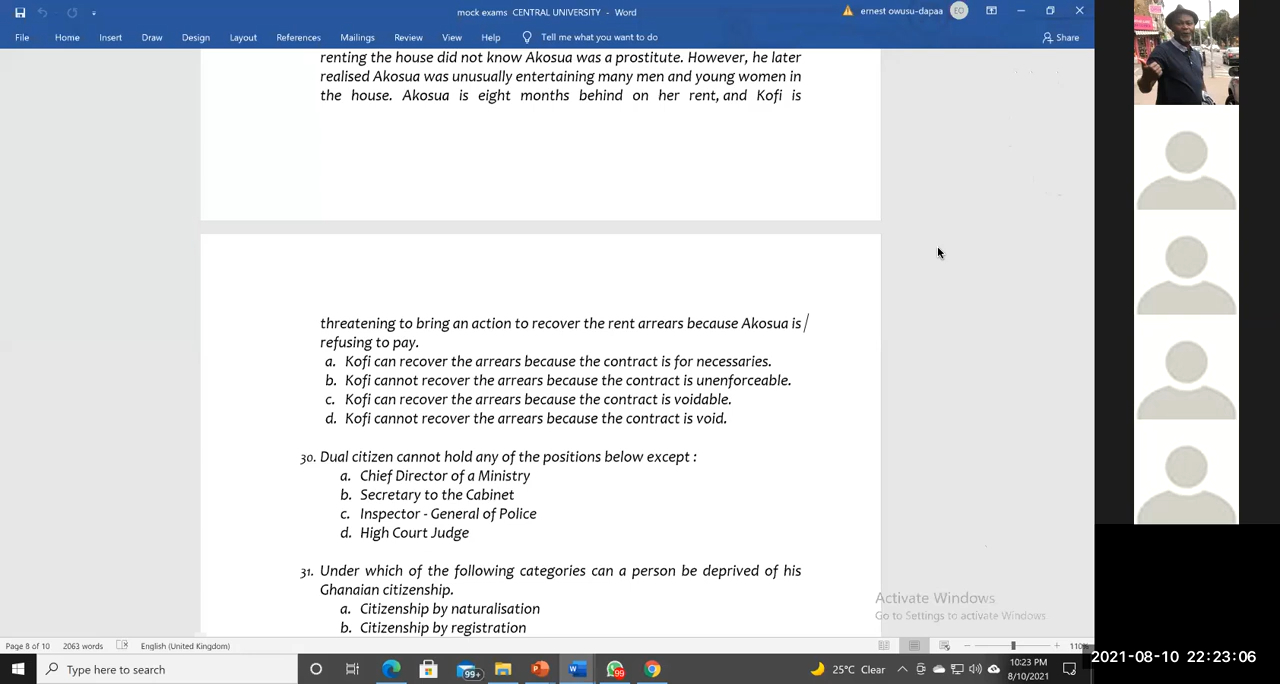 mock exams CENTRAL UNIVERSITY - Word
ernest owusu-dapaa
EO
File Home Insert Draw Design Layout References Mailings Review View Help Tell me what you want to do
Share
renting the house did not know Akosua was a prostitute. However, he later
realised Akosua was unusually entertaining many men and young women in
the house. Akosua is eight months behind on her rent, and Kofi is
threatening to bring an action to recover the rent arrears because Akosua is
refusing to pay.
a. Kofi can recover the arrears because the contract is for necessaries.
b. Kofi cannot recover the arrears because the contract is unenforceable.
c. Kofi can recover the arrears because the contract is voidable.
d. Kofi cannot recover the arrears because the contract is void.
30. Dual citizen cannot hold any of the positions below except :
a. Chief Director of a Ministry
b. Secretary to the Cabinet
c. Inspector - General of Police
d. High Court Judge
31. Under which of the following categories can a person be deprived of his
Ghanaian citizenship.
a. Citizenship by naturalisation
b. Citizenship by registration
Activate Windows
Go to Settings to activate Windows.
Page 8 of 10 2063 words English (United Kingdom)
110%
Type here to search
99+
99
25°C Clear
10:23 PM
8/10/2021
2021-08-10 22:23:06